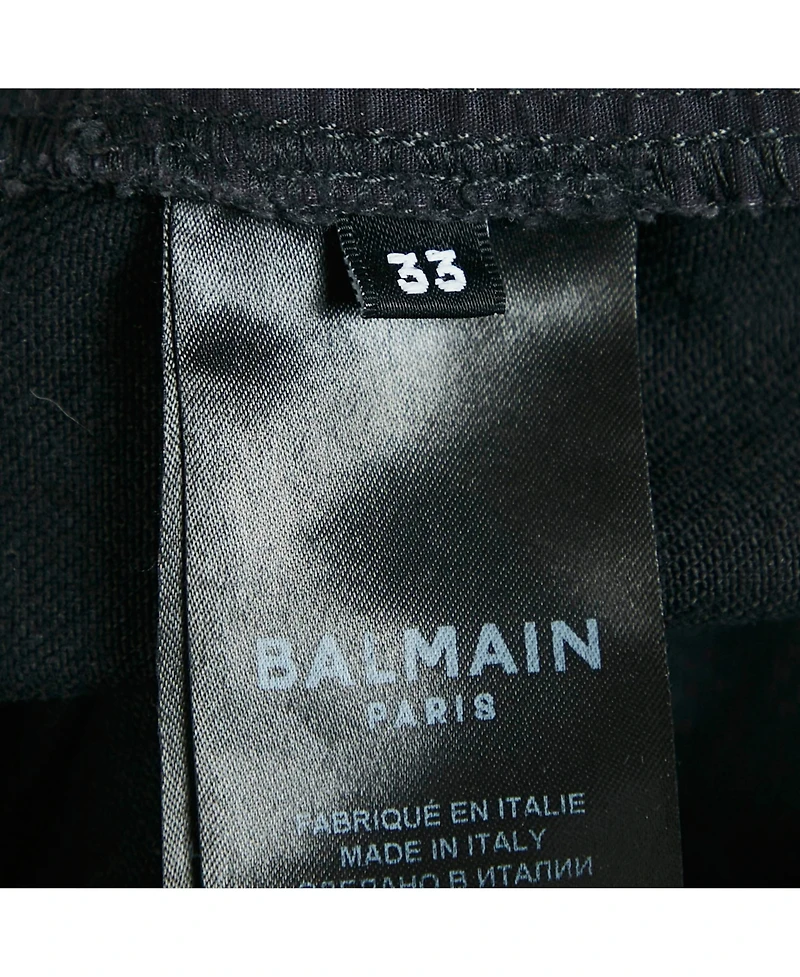 33
BALMAIN
PARIS
FABRIQUÉ EN ITALIE
MADE IN ITALY
СДЕЛАНО В ИТАЛИИ